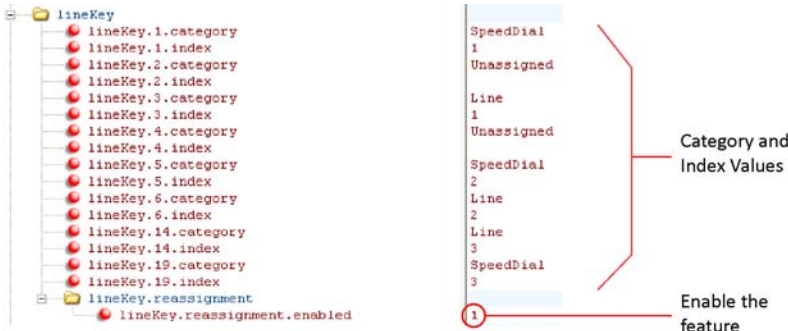 lineKey
lineKey.1.category SpeedDial
lineKey.1.index 1
lineKey.2.category Unassigned
lineKey.2.index
lineKey.3.category Line
lineKey.3.index 1
lineKey.4.category Unassigned
lineKey.4.index
lineKey.5.category SpeedDial
lineKey.5.index 2
lineKey.6.category Line
lineKey.6.index 2
lineKey.14.category Line
lineKey.14.index 3
lineKey.19.category SpeedDial
lineKey.19.index 3
lineKey.reassignment
lineKey.reassignment.enabled 1
Category and
Index Values
Enable the
feature